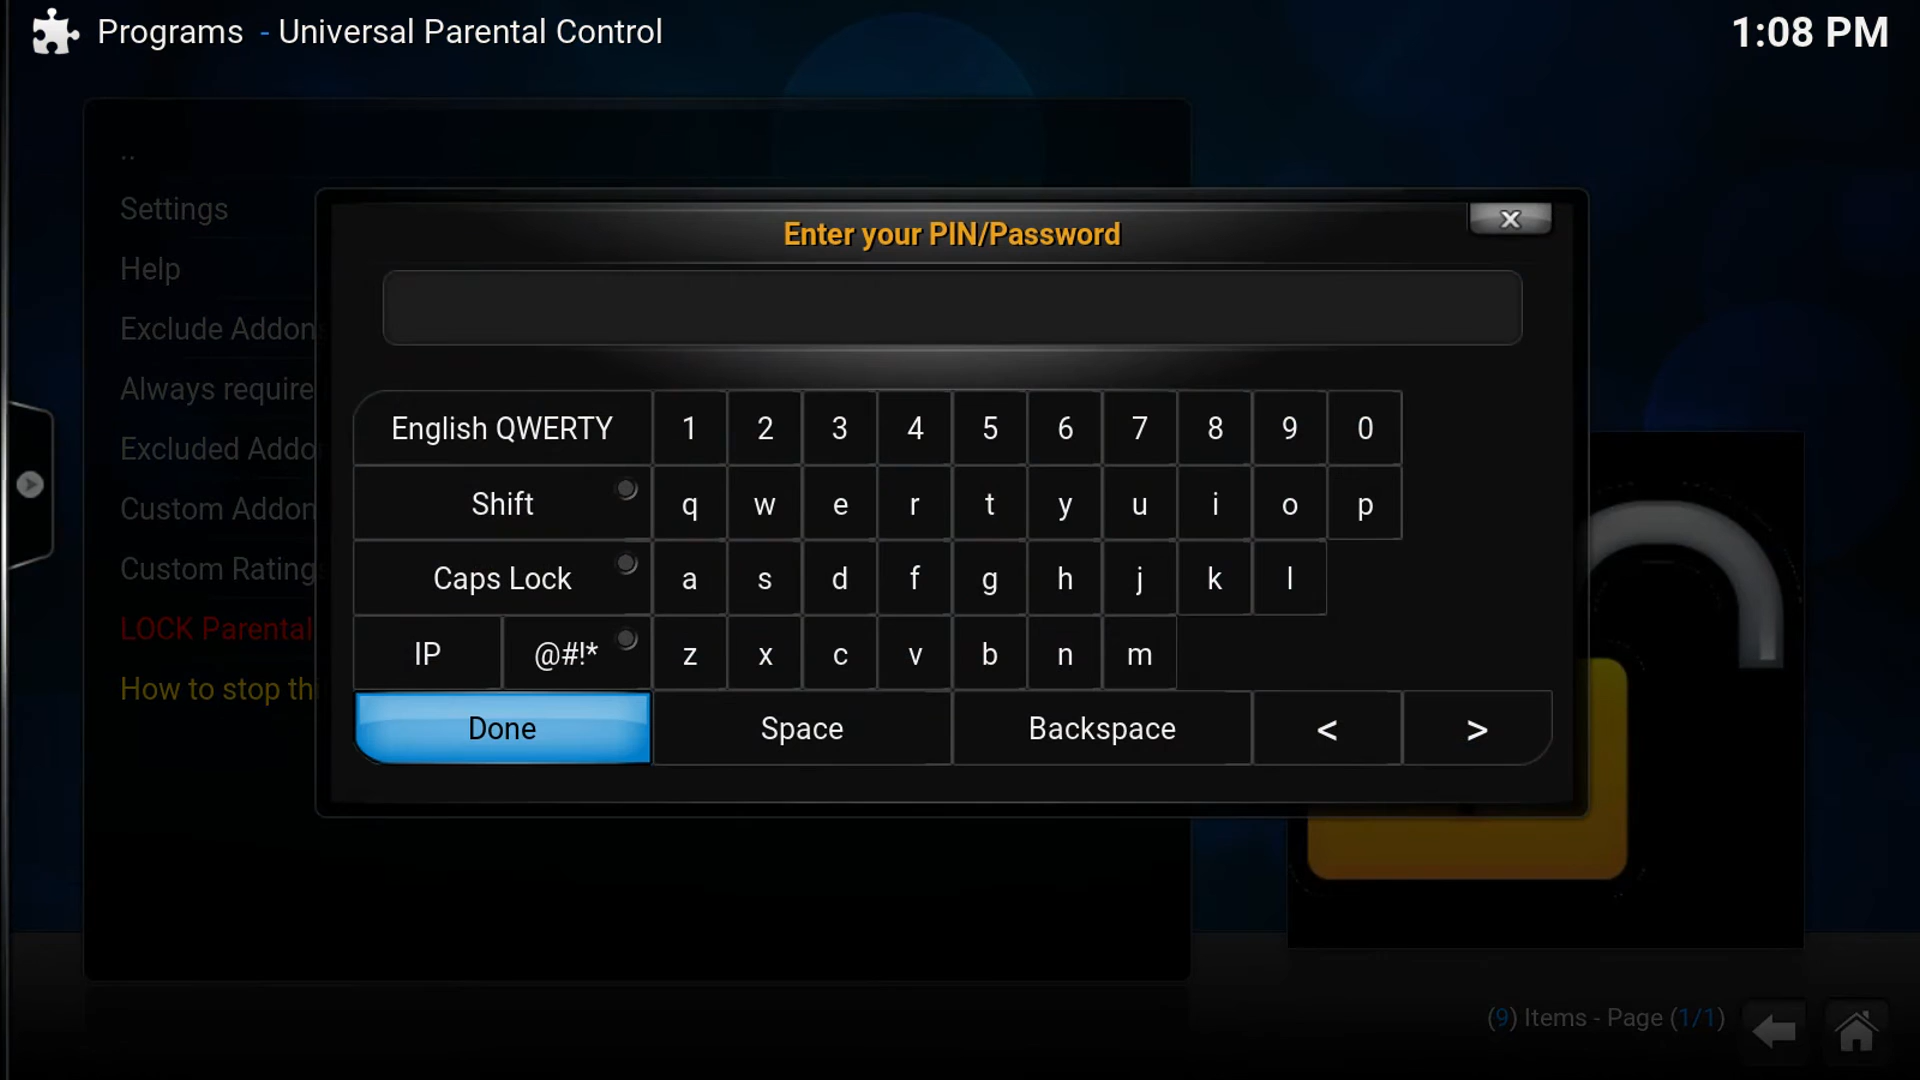 Programs - Universal Parental Control
1:08 PM
..
Settings
Help
Exclude Addon
Always require
Excluded Addo
Custom Addon
Custom Rating
LOCK Parental
How to stop thi
Enter your PIN/Password
x
English QWERTY 1 2 3 4 5 6 7 8 9 0
Shift q w e r t y u i o p
Caps Lock a s d f g h j k l
IP @#!* z x c v b n m
Done Space Backspace < >
(9) Items - Page (1/1)